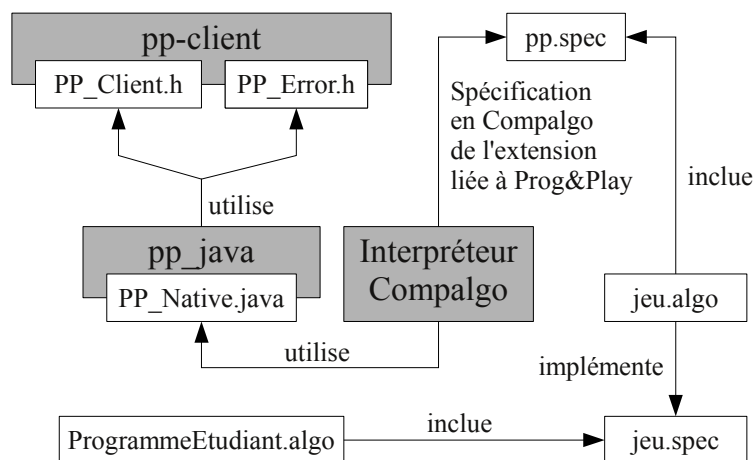 pp-client
PP_Client.h
PP_Error.h
pp.spec
Spécification
en Compalgo
de l'extension
liée à Prog&Play
inclue
utilise
pp_java
PP_Native.java
Interpréteur
Compalgo
jeu.algo
utilise
implémente
ProgrammeEtudiant.algo
inclue
jeu.spec